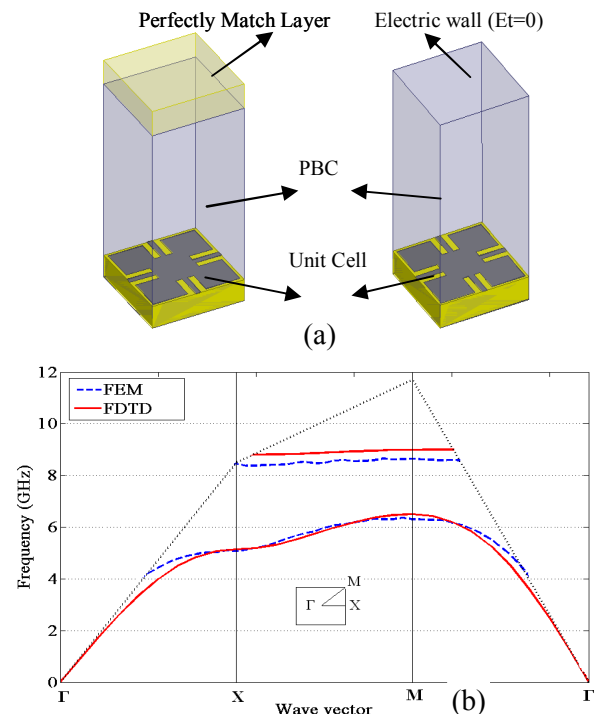 Perfectly Match Layer
Electric wall (Et=0)
PBC
Unit Cell
(a)
12
FEM
FDTD
10
8
6
4
2
0
Frequency (GHz)
M
Γ X
Γ X M Γ
Wave vector
(b)